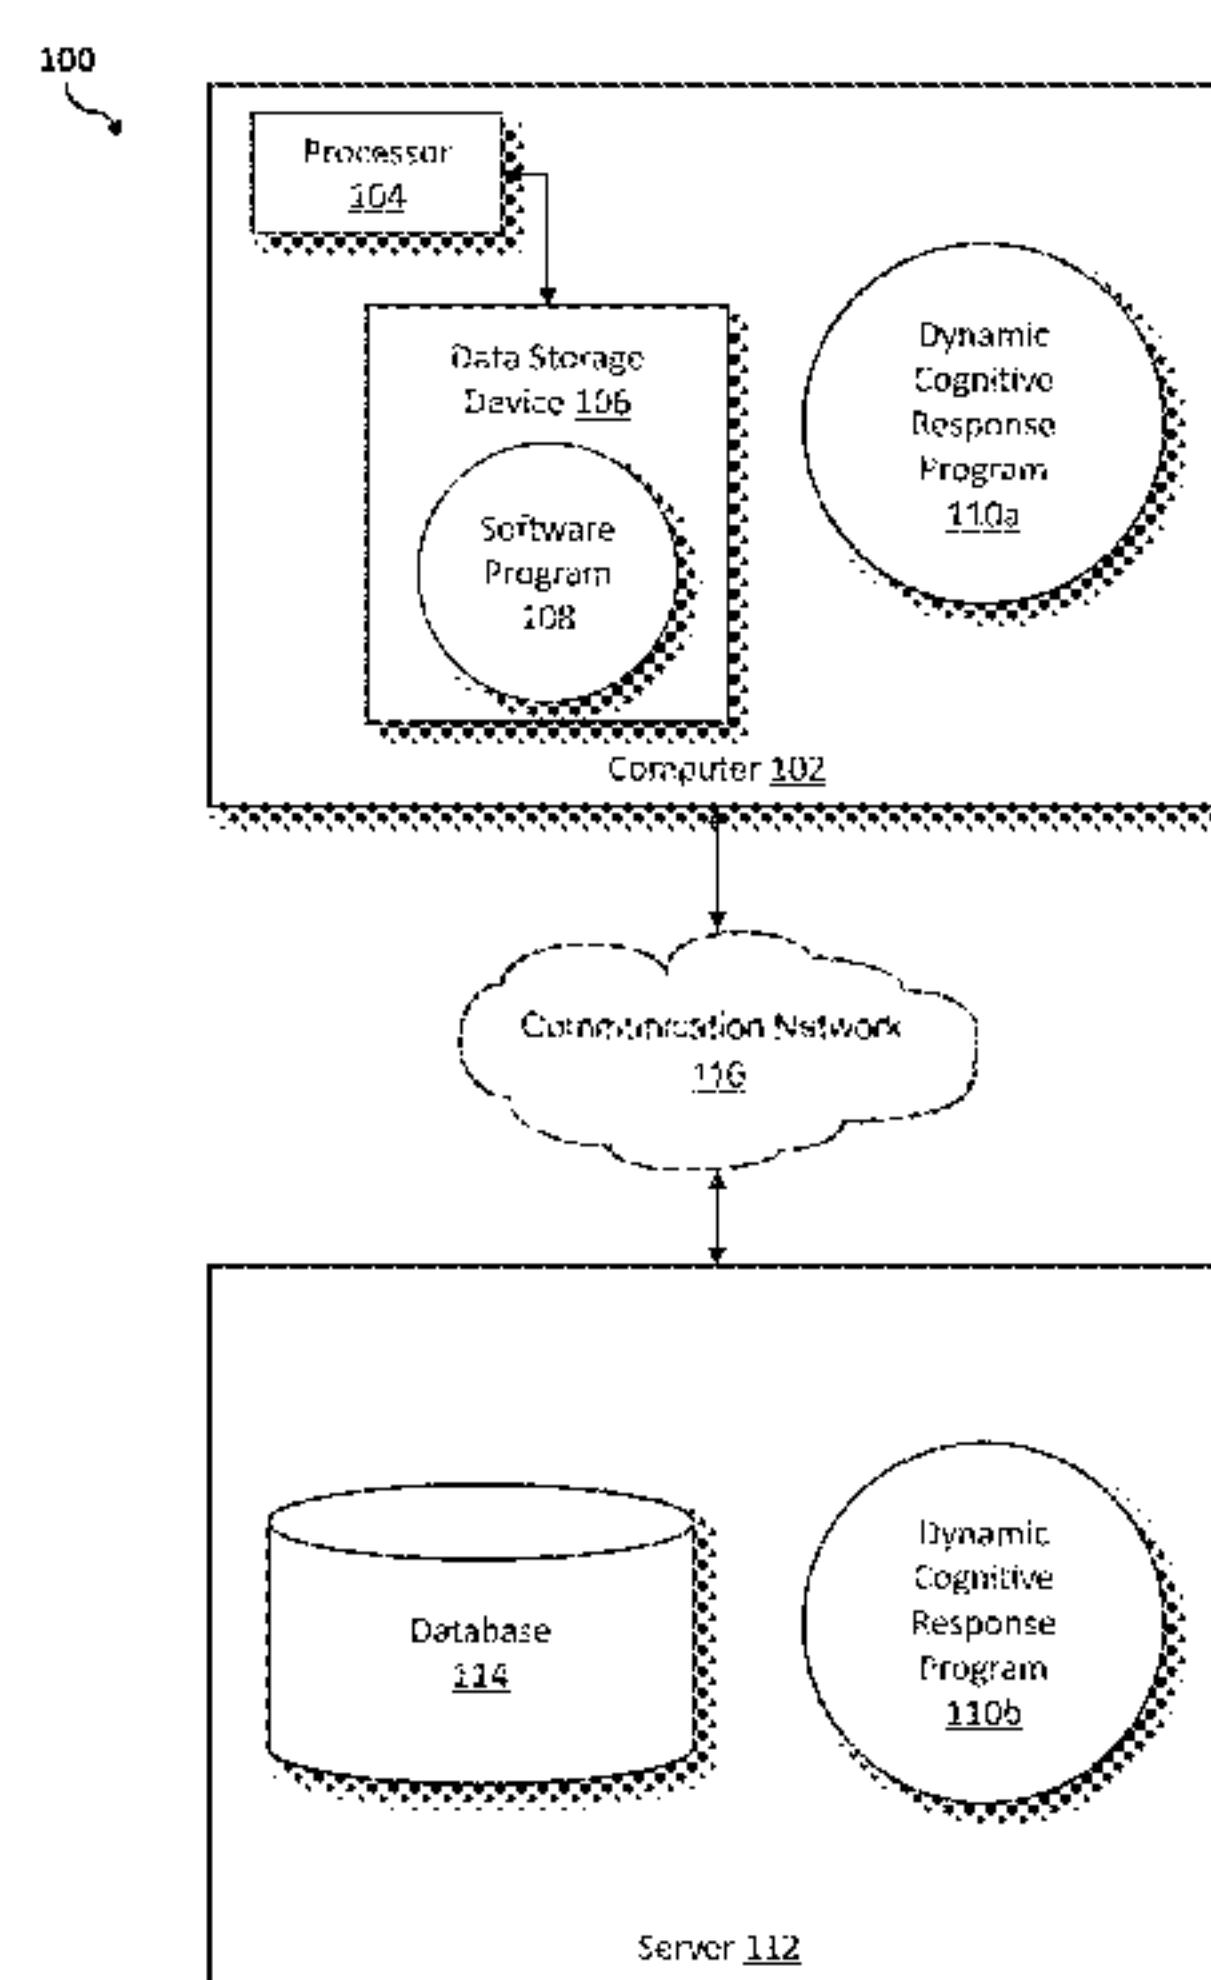 100
Processor
104
Data Storage
Device 106
Software
Program
108
Dynamic
Cognitive
Response
Program
110a
Computer 102
Communication Network
116
Database
114
Dynamic
Cognitive
Response
Program
110b
Server 112